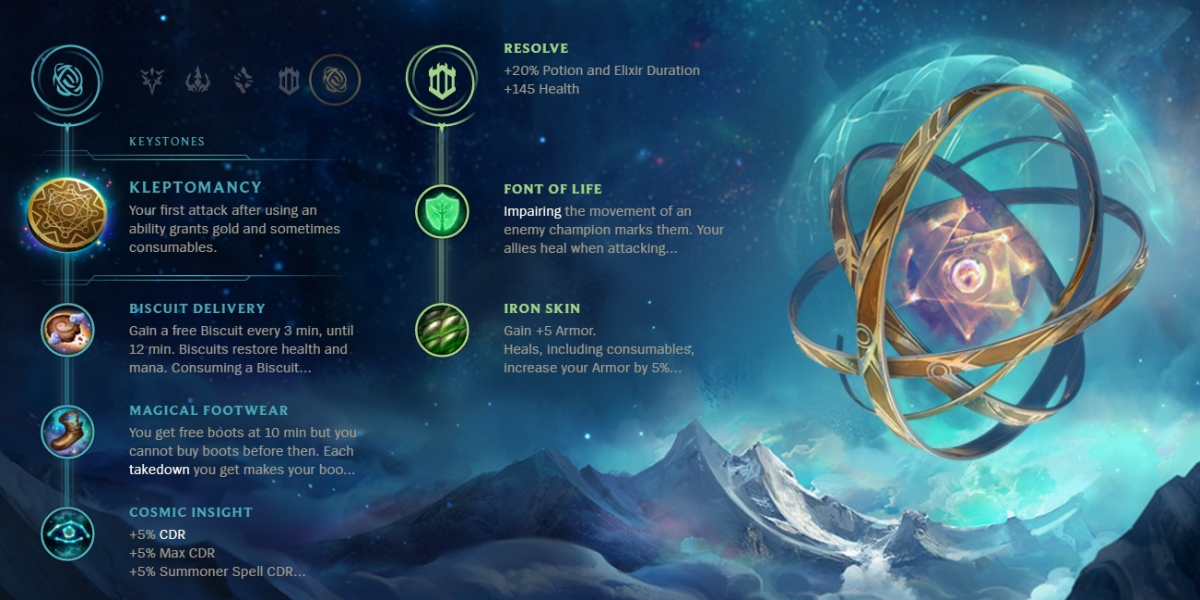 KEYSTONES
KLEPTOMANCY
Your first attack after using an
ability grants gold and sometimes
consumables.
BISCUIT DELIVERY
Gain a free Biscuit every 3 min, until
12 min. Biscuits restore health and
mana. Consuming a Biscuit...
MAGICAL FOOTWEAR
You get free boots at 10 min but you
cannot buy boots before then. Each
takedown you get makes your boo...
COSMIC INSIGHT
+5% CDR
+5% Max CDR
+5% Summoner Spell CDR...
RESOLVE
+20% Potion and Elixir Duration
+145 Health
FONT OF LIFE
Impairing the movement of an
enemy champion marks them. Your
allies heal when attacking...
IRON SKIN
Gain +5 Armor.
Heals, including consumables,
increase your Armor by 5%...